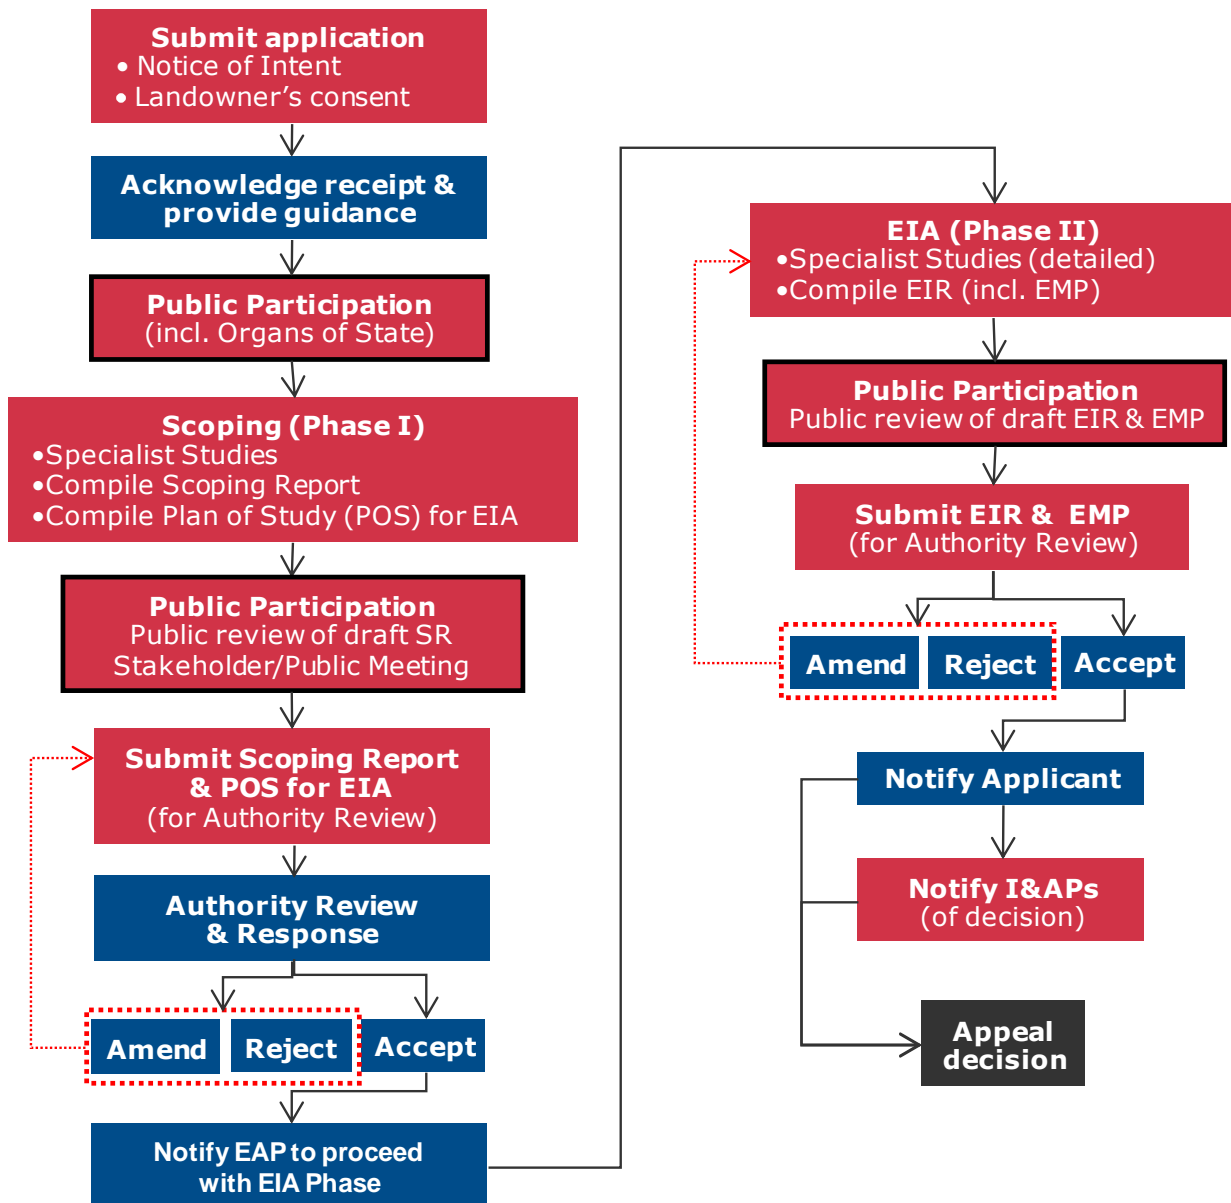 Submit application
• Notice of Intent
• Landowner's consent
Acknowledge receipt &
provide guidance
Public Participation
(incl. Organs of State)
Scoping (Phase I)
•Specialist Studies
•Compile Scoping Report
•Compile Plan of Study (POS) for EIA
Public Participation
Public review of draft SR
Stakeholder/Public Meeting
Submit Scoping Report
& POS for EIA
(for Authority Review)
Authority Review
& Response
Amend
Reject
Accept
Notify EAP to proceed
with EIA Phase
EIA (Phase II)
•Specialist Studies (detailed)
•Compile EIR (incl. EMP)
Public Participation
Public review of draft EIR & EMP
Submit EIR & EMP
(for Authority Review)
Amend
Reject
Accept
Notify Applicant
Notify I&APs
(of decision)
Appeal
decision